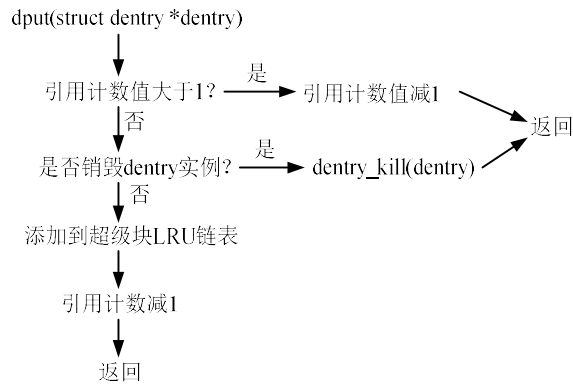 dput(struct dentry *dentry)
引用计数值大于1？
是
引用计数值减1
返回
否
是否销毁dentry实例？
是
dentry_kill(dentry)
否
添加到超级块LRU链表
引用计数减1
返回